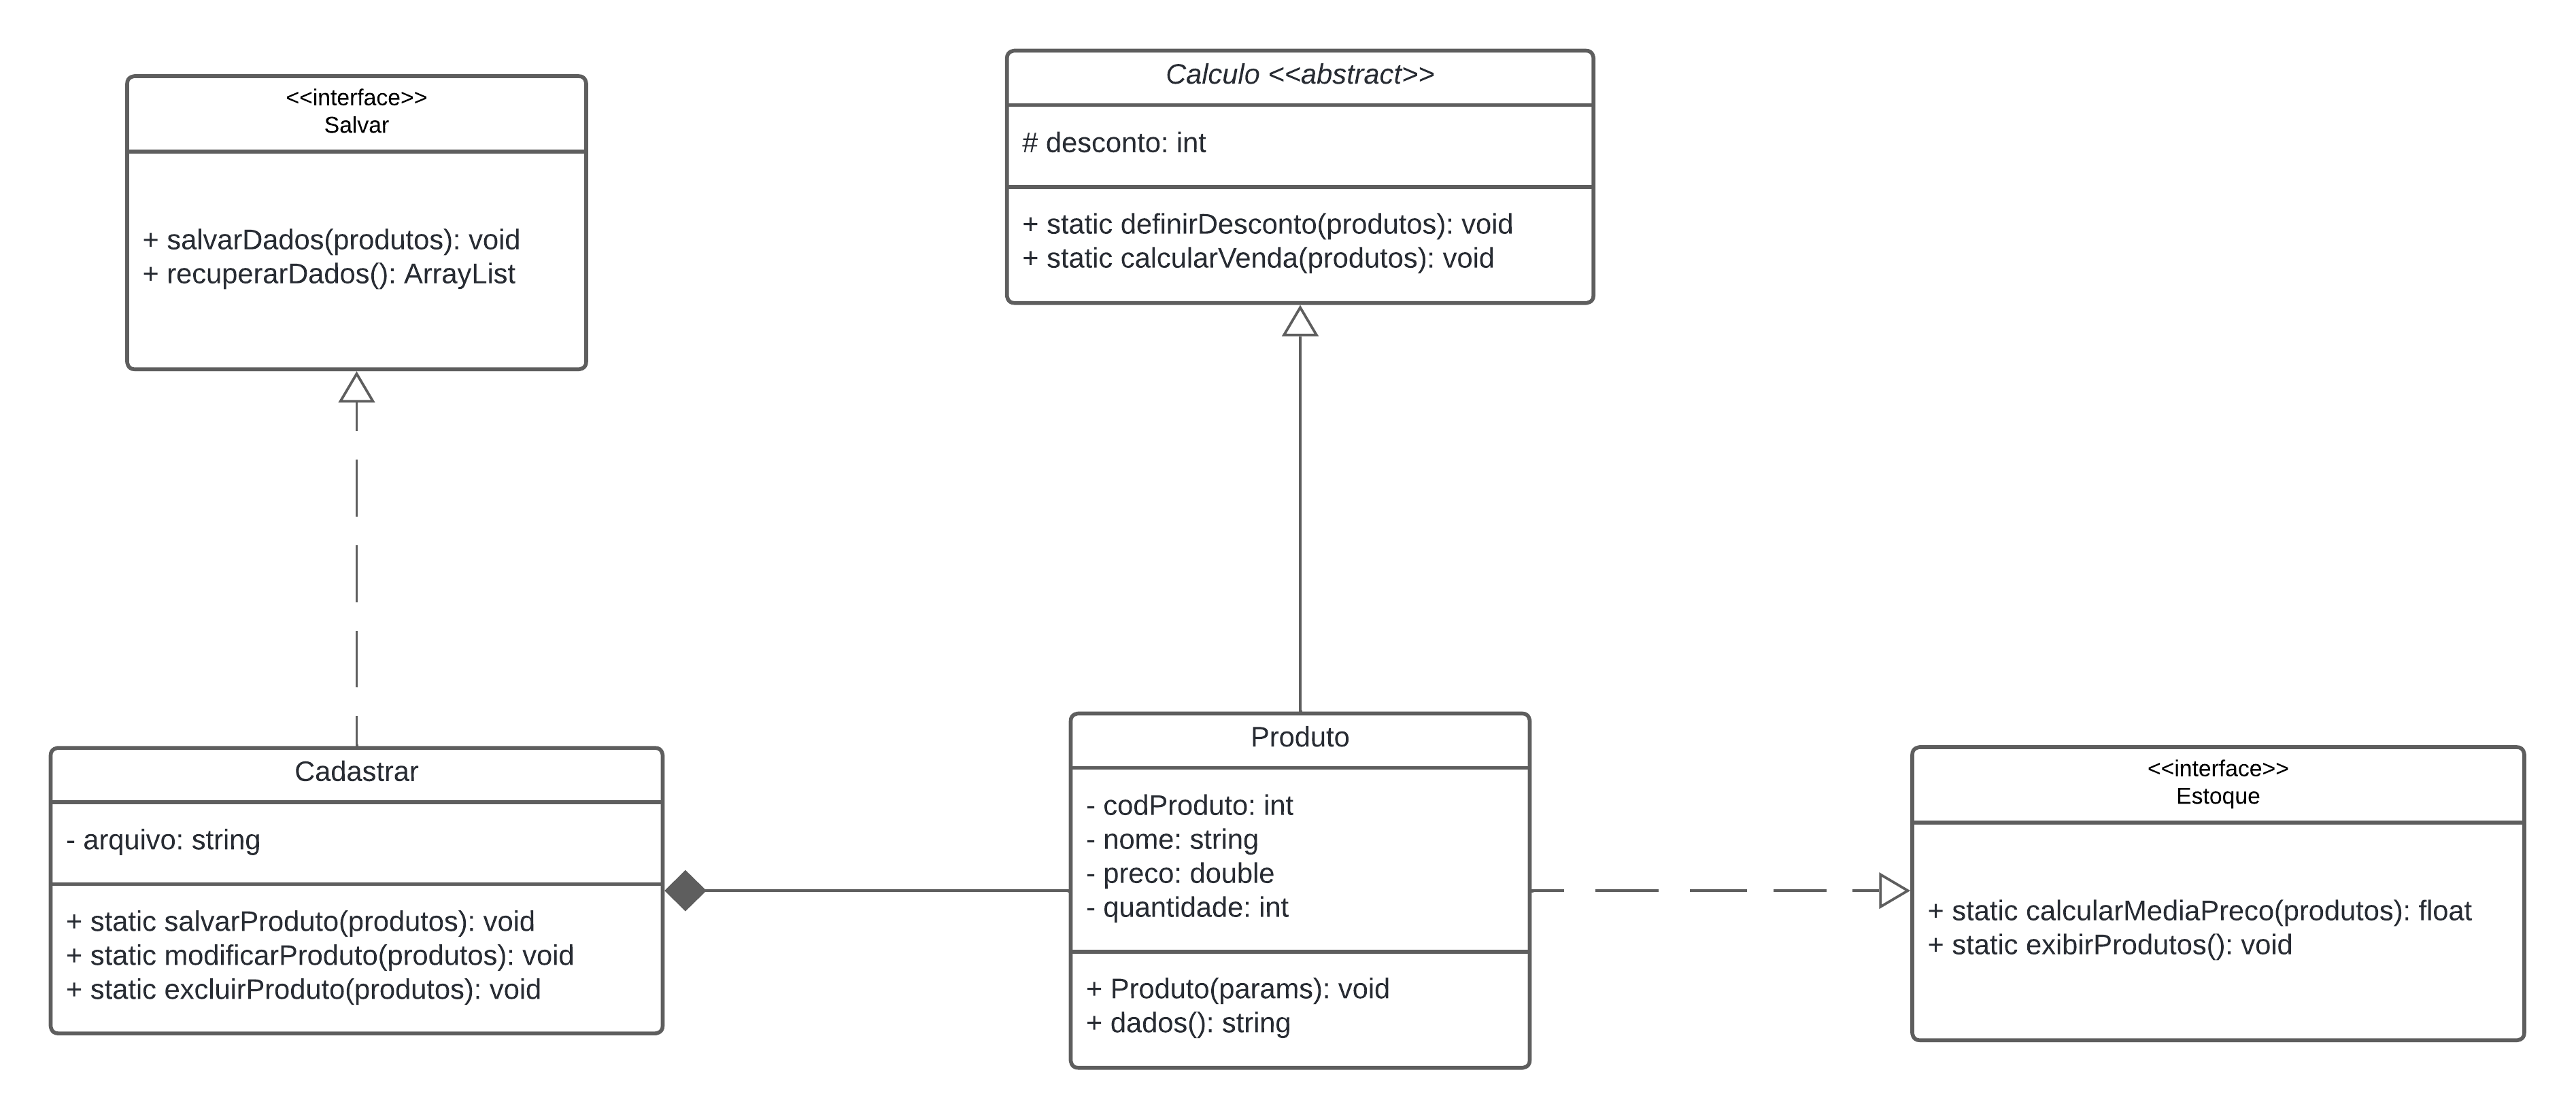 <<interface>>
Salvar
+ salvarDados(produtos): void
+ recuperarDados(): ArrayList
Calculo <<abstract>>
# desconto: int
+ static definirDesconto(produtos): void
+ static calcularVenda(produtos): void
Cadastrar
- arquivo: string
+ static salvarProduto(produtos): void
+ static modificarProduto(produtos): void
+ static excluirProduto(produtos): void
Produto
- codProduto: int
- nome: string
- preco: double
- quantidade: int
+ Produto(params): void
+ dados(): string
<<interface>>
Estoque
+ static calcularMediaPreco(produtos): float
+ static exibirProdutos(): void